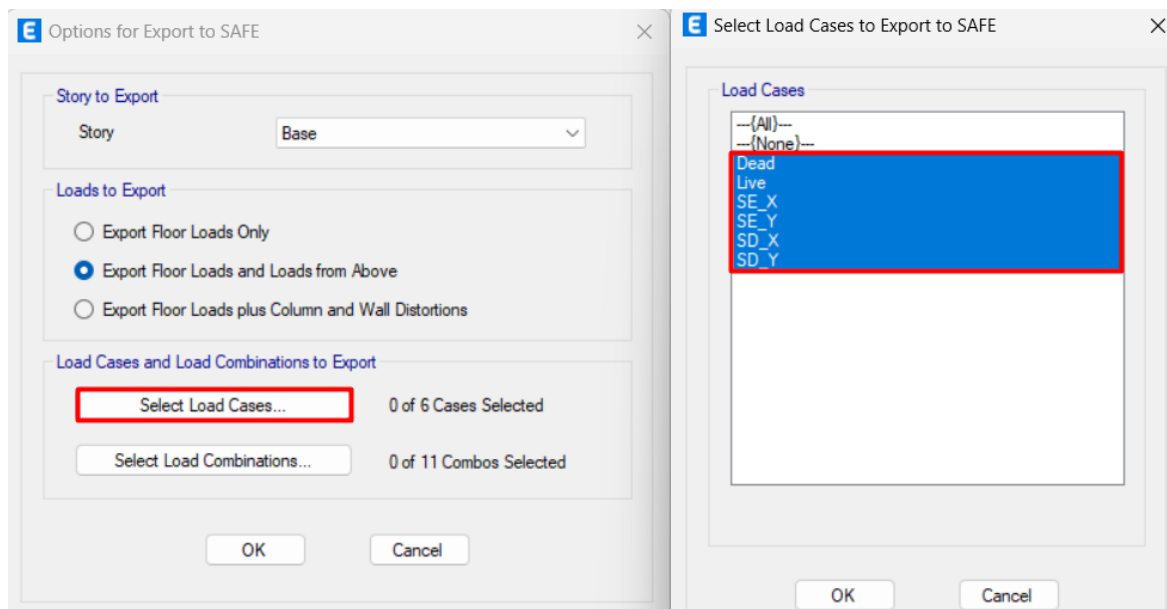 E Options for Export to SAFE
Story to Export
Story Base
Loads to Export
Export Floor Loads Only
Export Floor Loads and Loads from Above
Export Floor Loads plus Column and Wall Distortions
Load Cases and Load Combinations to Export
Select Load Cases... 0 of 6 Cases Selected
Select Load Combinations... 0 of 11 Combos Selected
OK Cancel
E Select Load Cases to Export to SAFE
Load Cases
---{All}---
---{None}---
Dead
Live
SE_X
SE_Y
SD_X
SD_Y
OK Cancel